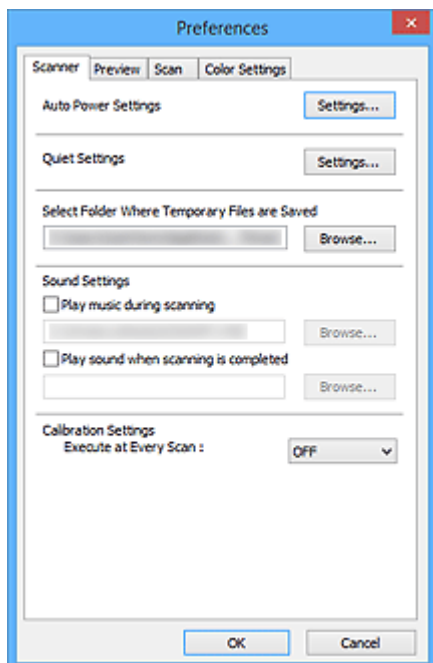 Preferences
Scanner Preview Scan Color Settings
Auto Power Settings Settings...
Quiet Settings Settings...
Select Folder Where Temporary Files are Saved
Browse...
Sound Settings
Play music during scanning
Browse...
Play sound when scanning is completed
Browse...
Calibration Settings
Execute at Every Scan : OFF
OK Cancel